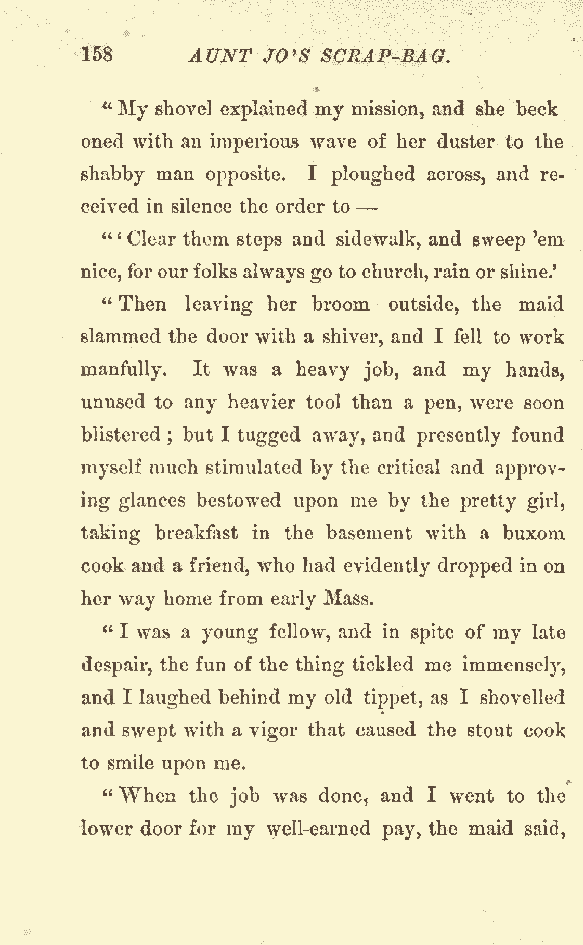 158 AUNT JO'S SCRAP-BAG.
"My shovel explained my mission, and she beck
oned with an imperious wave of her duster to the
shabby man opposite. I ploughed across, and re-
ceived in silence the order to —
"'Clear them steps and sidewalk, and sweep 'em
nice, for our folks always go to church, rain or shine.'
"Then leaving her broom outside, the maid
slammed the door with a shiver, and I fell to work
manfully. It was a heavy job, and my hands,
unused to any heavier tool than a pen, were soon
blistered; but I tugged away, and presently found
myself much stimulated by the critical and approv-
ing glances bestowed upon me by the pretty girl,
taking breakfast in the basement with a buxom
cook and a friend, who had evidently dropped in on
her way home from early Mass.
"I was a young fellow, and in spite of my late
despair, the fun of the thing tickled me immensely,
and I laughed behind my old tippet, as I shovelled
and swept with a vigor that caused the stout cook
to smile upon me.
"When the job was done, and I went to the
lower door for my well-earned pay, the maid said,